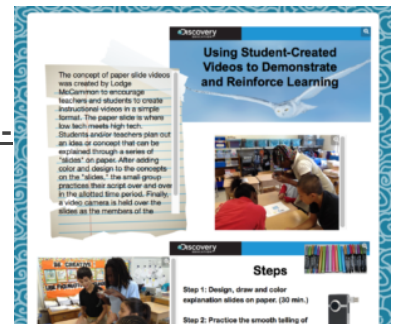 Discovery
Using Student-Created
Videos to Demonstrate
and Reinforce Learning
The concept of paper slide videos
was created by Lodge
McCammon to encourage
teachers and students to create
instructional videos in a simple
format. The paper slide is where
low tech meets high tech.
Students and/or teachers plan out
an idea or concept that can be
explained through a series of
"slides" on paper. After adding
color and design to the concepts
on the "slides," the small group
practices their script over and over
in the allotted time period. Finally,
a video camera is held over the
slides as the members of the
Discovery
BE CREATIVE
Steps
Step 1: Design, draw and color
explanation slides on paper. (30 min.)
Step 2: Practice the smooth telling of